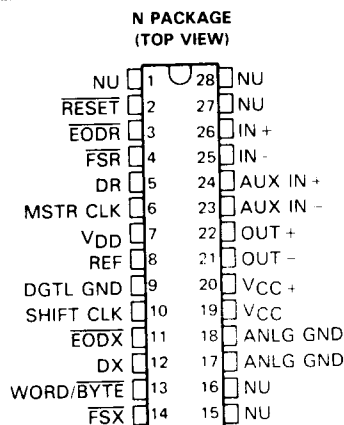 N PACKAGE
(TOP VIEW)
NU 1 28 NU
RESET 2 27 NU
EODR 3 26 IN +
FSR 4 25 IN -
DR 5 24 AUX IN +
MSTR CLK 6 23 AUX IN -
VDD 7 22 OUT +
REF 8 21 OUT -
DGTL GND 9 20 VCC +
SHIFT CLK 10 19 VCC
EODX 11 18 ANLG GND
DX 12 17 ANLG GND
WORD/BYTE 13 16 NU
FSX 14 15 NU